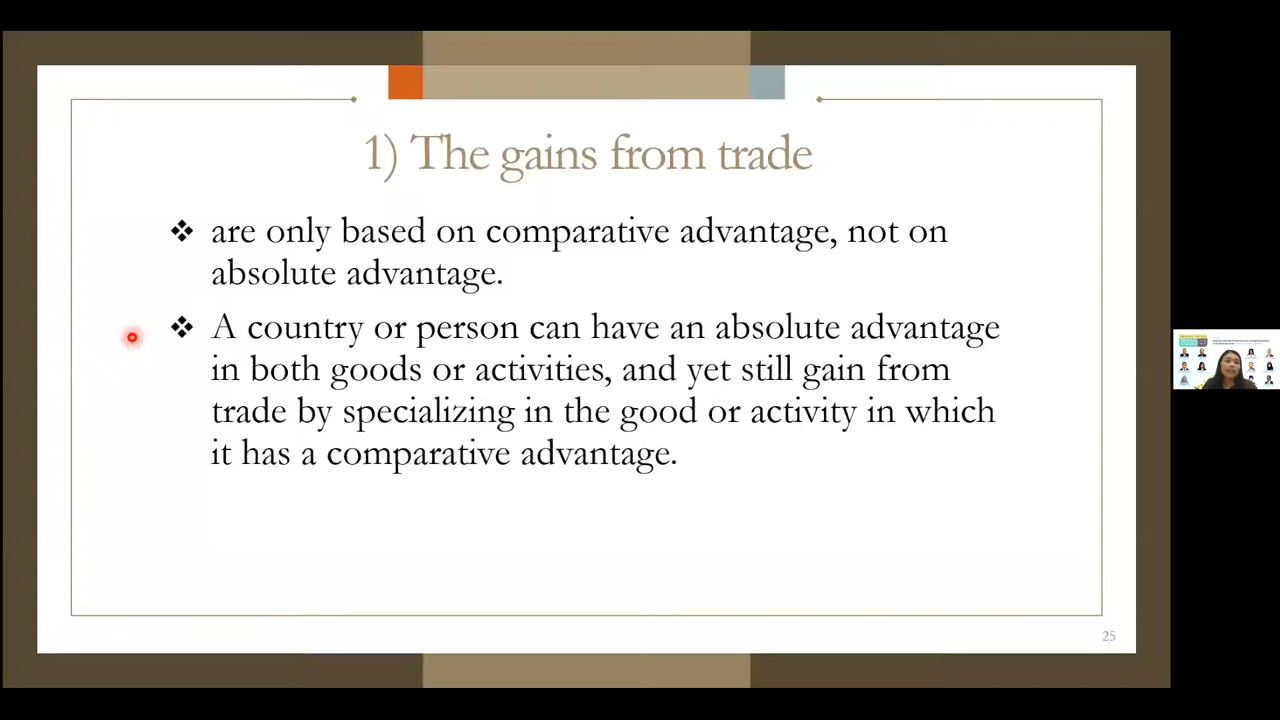 1) The gains from trade
❖ are only based on comparative advantage, not on
absolute advantage.
❖ A country or person can have an absolute advantage
in both goods or activities, and yet still gain from
trade by specializing in the good or activity in which
it has a comparative advantage.
25